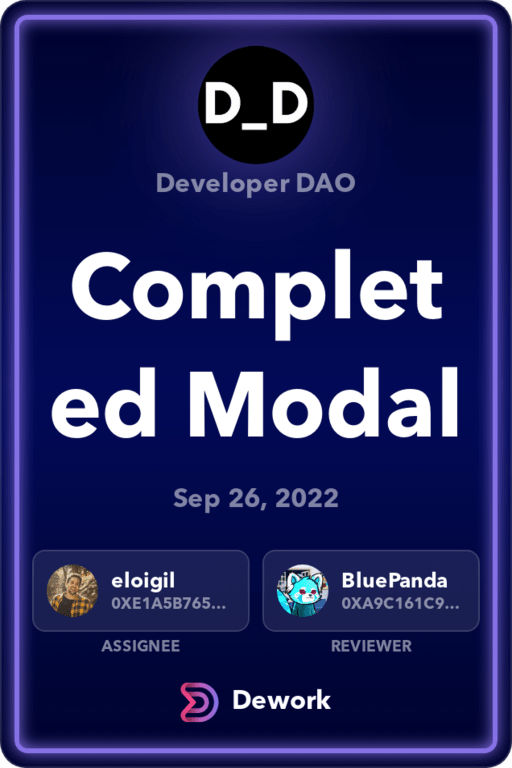 D_D
Developer DAO
Complet
ed Modal
Sep 26, 2022
eloigil
0XE1A5B765...
BluePanda
0XA9C161C9...
ASSIGNEE
REVIEWER
Dework